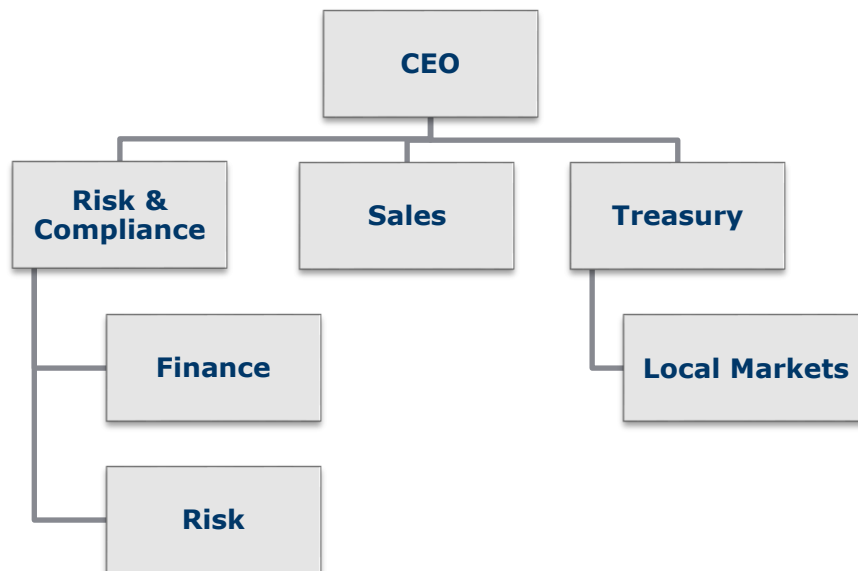 CEO
Risk &
Compliance
Sales
Treasury
Finance
Local Markets
Risk